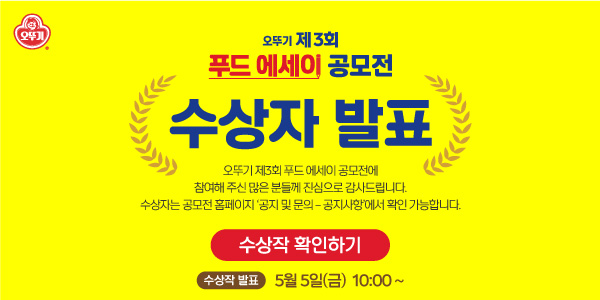 오뚜기
오뚜기 제3회
푸드 에세이 공모전
수상자 발표
오뚜기 제3회 푸드 에세이 공모전에
참여해 주신 많은 분들께 진심으로 감사드립니다.
수상자는 공모전 홈페이지 '공지 및 문의 – 공지사항'에서 확인 가능합니다.
수상작 확인하기
수상작 발표 5월 5일(금) 10:00 ~